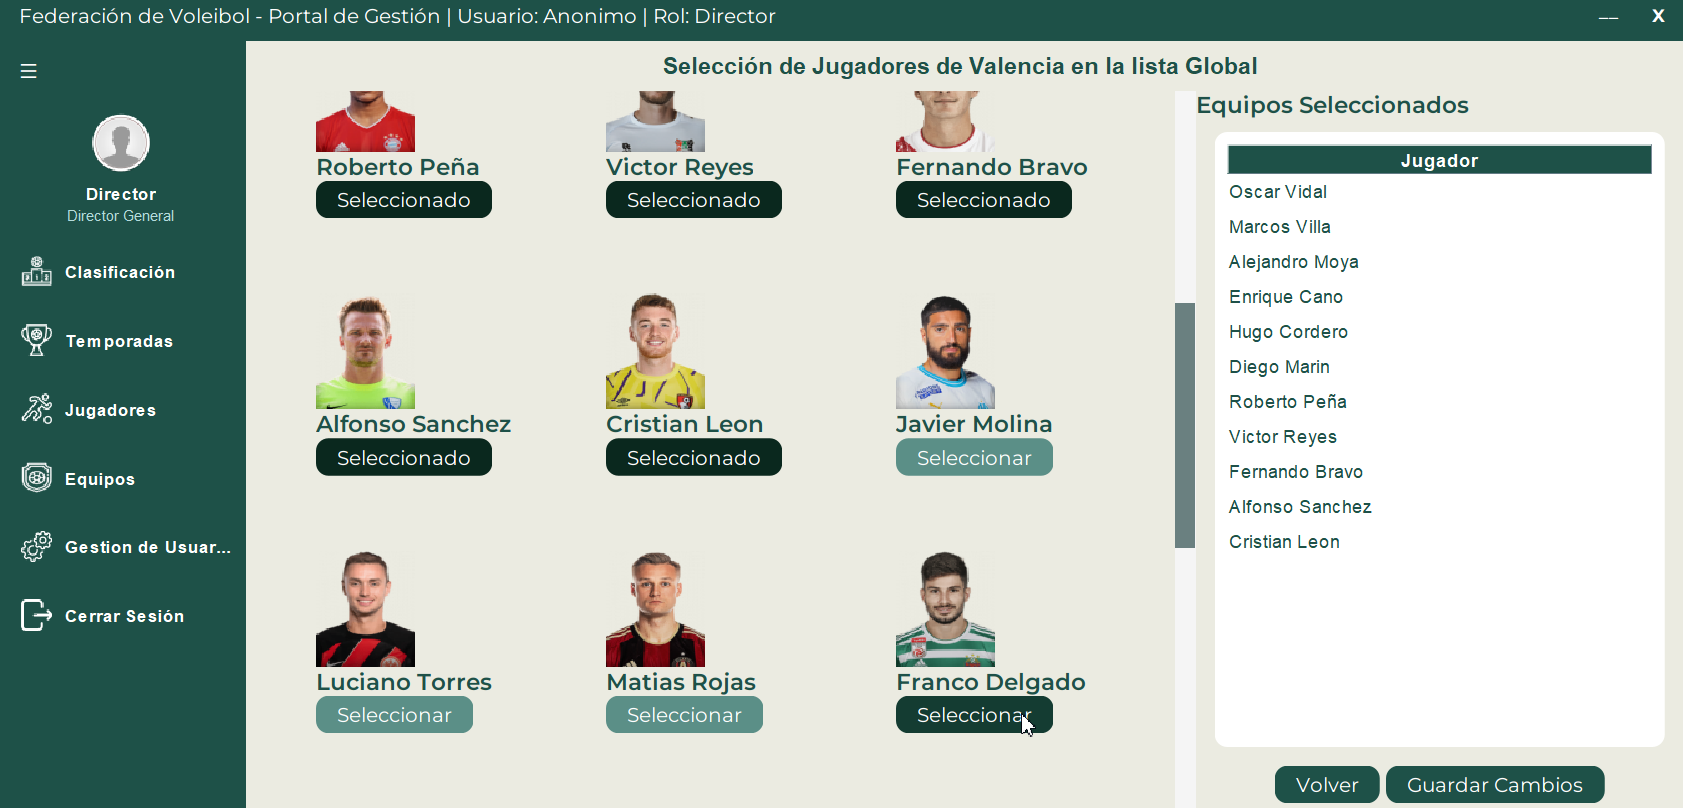 Federación de Voleibol - Portal de Gestión | Usuario: Anonimo | Rol: Director
X
Director
Director General
Clasificación
Temporadas
Jugadores
Equipos
Gestion de Usuar...
Cerrar Sesión
Selección de Jugadores de Valencia en la lista Global
Roberto Peña
Victor Reyes
Fernando Bravo
Seleccionado
Seleccionado
Seleccionado
Alfonso Sanchez
Cristian Leon
Javier Molina
Seleccionado
Seleccionado
Seleccionar
Luciano Torres
Matias Rojas
Franco Delgado
Seleccionar
Seleccionar
Seleccionar
Equipos Seleccionados
Jugador
Oscar Vidal
Marcos Villa
Alejandro Moya
Enrique Cano
Hugo Cordero
Diego Marin
Roberto Peña
Victor Reyes
Fernando Bravo
Alfonso Sanchez
Cristian Leon
Volver
Guardar Cambios